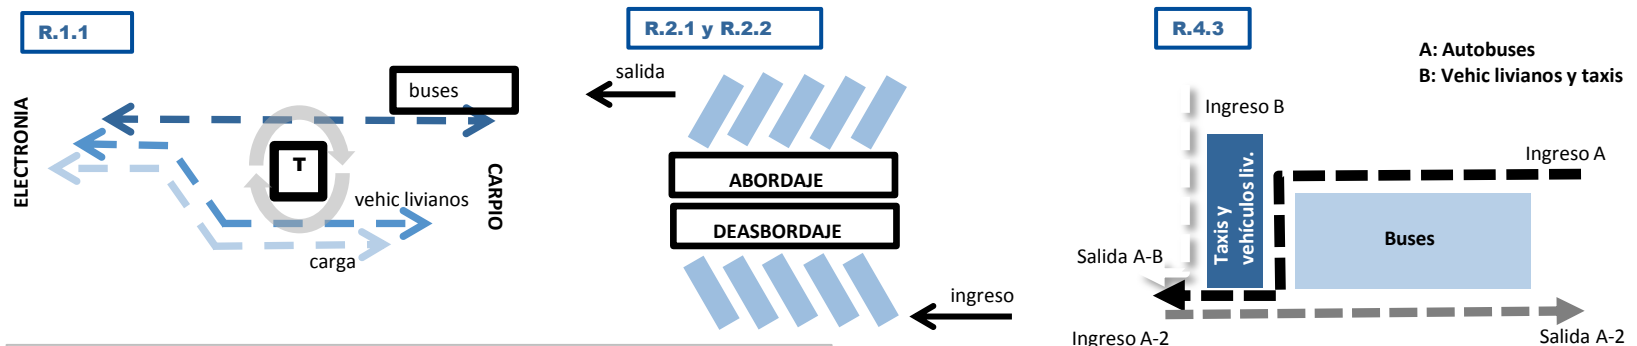 R.1.1
ELECTRONIA
buses
T
CARPIO
vehic livianos
carga
R.2.1 y R.2.2
salida
ABORDAJE
DEASBORDAJE
ingreso
R.4.3
A: Autobuses
B: Vehic livianos y taxis
Ingreso B
Ingreso A
Taxis y
vehículos liv.
Buses
Salida A-B
Ingreso A-2
Salida A-2